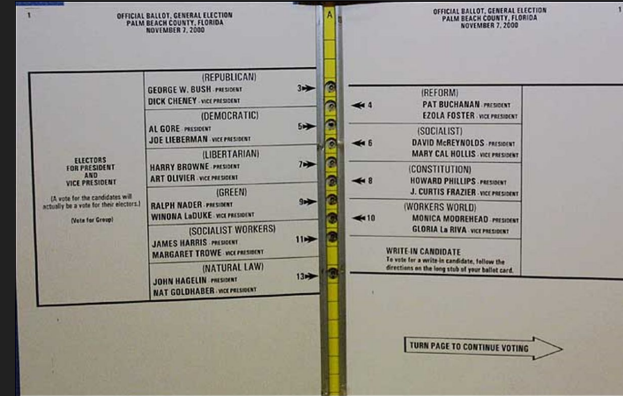 1
OFFICIAL BALLOT, GENERAL ELECTION
PALM BEACH COUNTY, FLORIDA
NOVEMBER 7, 2000
ELECTORS
FOR PRESIDENT
AND
VICE PRESIDENT
(A vote for the candidates will
actually be a vote for their electors.)
(Vote for Group)
(REPUBLICAN)
GEORGE W. BUSH - PRESIDENT
DICK CHENEY - VICE PRESIDENT
3
(DEMOCRATIC)
AL GORE - PRESIDENT
JOE LIEBERMAN - VICE PRESIDENT
5
(LIBERTARIAN)
HARRY BROWNE - PRESIDENT
ART OLIVIER - VICE PRESIDENT
7
(GREEN)
RALPH NADER - PRESIDENT
WINONA LaDUKE - VICE PRESIDENT
9
(SOCIALIST WORKERS)
JAMES HARRIS - PRESIDENT
MARGARET TROWE - VICE PRESIDENT
11
(NATURAL LAW)
JOHN HAGELIN - PRESIDENT
NAT GOLDHABER - VICE PRESIDENT
13
A
OFFICIAL BALLOT, GENERAL ELECTION
PALM BEACH COUNTY, FLORIDA
NOVEMBER 7, 2000
1
(REFORM)
4 PAT BUCHANAN - PRESIDENT
EZOLA FOSTER - VICE PRESIDENT
(SOCIALIST)
6 DAVID McREYNOLDS - PRESIDENT
MARY CAL HOLLIS - VICE PRESIDENT
(CONSTITUTION)
8 HOWARD PHILLIPS - PRESIDENT
J. CURTIS FRAZIER - VICE PRESIDENT
(WORKERS WORLD)
10 MONICA MOOREHEAD - PRESIDENT
GLORIA La RIVA - VICE PRESIDENT
WRITE-IN CANDIDATE
To vote for a write-in candidate, follow the
directions on the long stub of your ballot card.
TURN PAGE TO CONTINUE VOTING